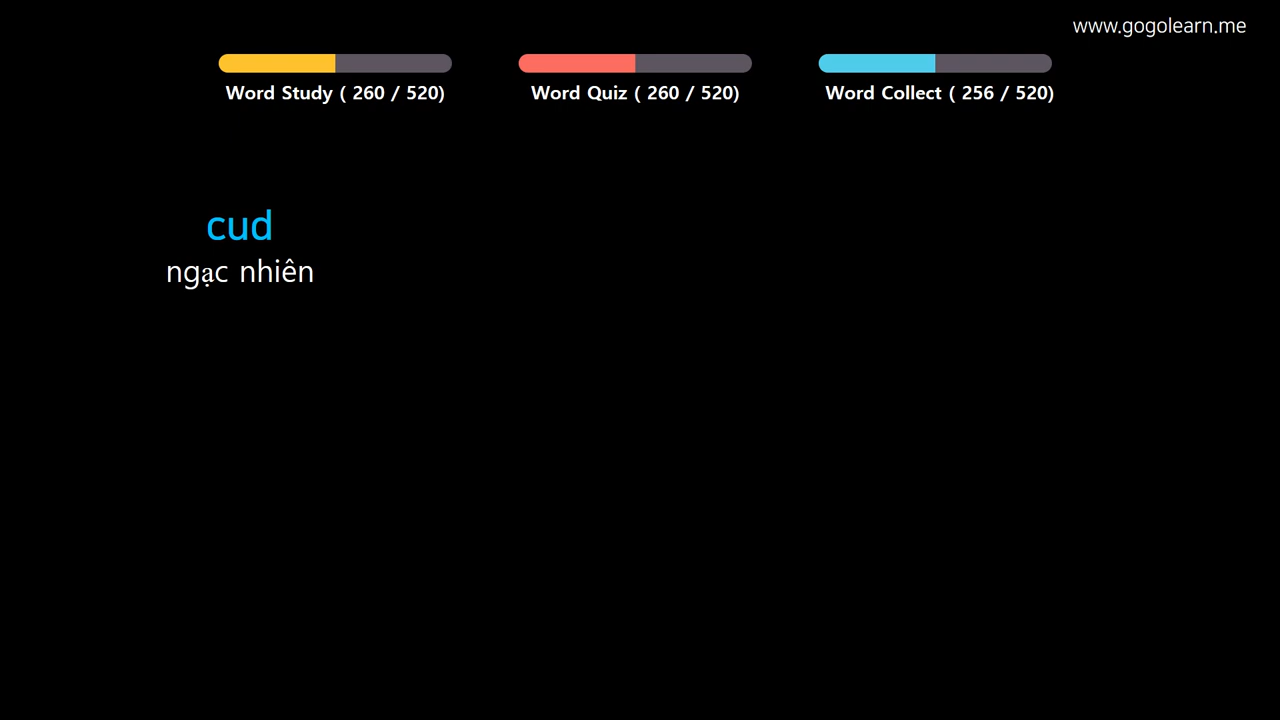 www.gogolearn.me
Word Study ( 260 / 520)
Word Quiz ( 260 / 520)
Word Collect ( 256 / 520)
cud
ngạc nhiên